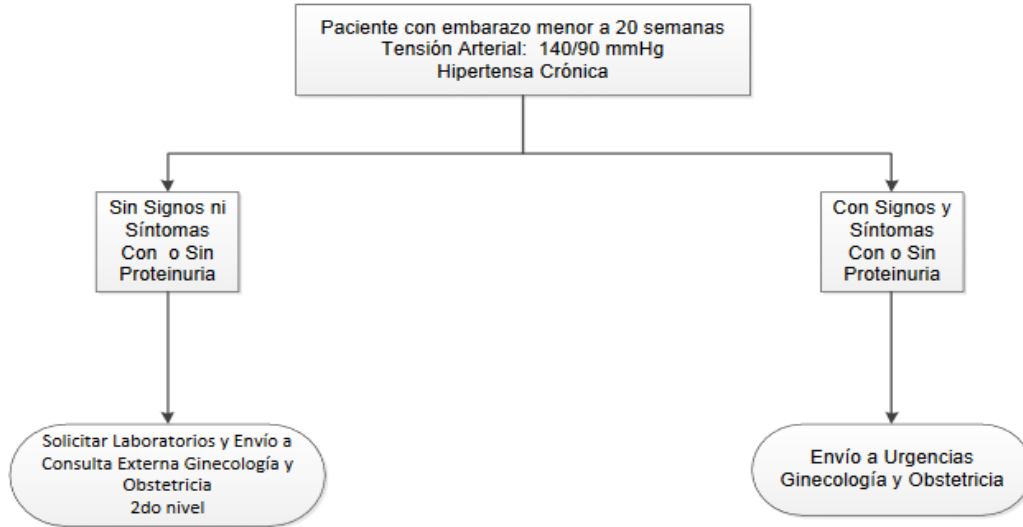 Paciente con embarazo menor a 20 semanas
Tensión Arterial: 140/90 mmHg
Hipertensa Crónica
Sin Signos ni
Síntomas
Con o Sin
Proteinuria
Con Signos y
Síntomas
Con o Sin
Proteinuria
Solicitar Laboratorios y Envío a
Consulta Externa Ginecología y
Obstetricia
2do nivel
Envío a Urgencias
Ginecología y Obstetricia